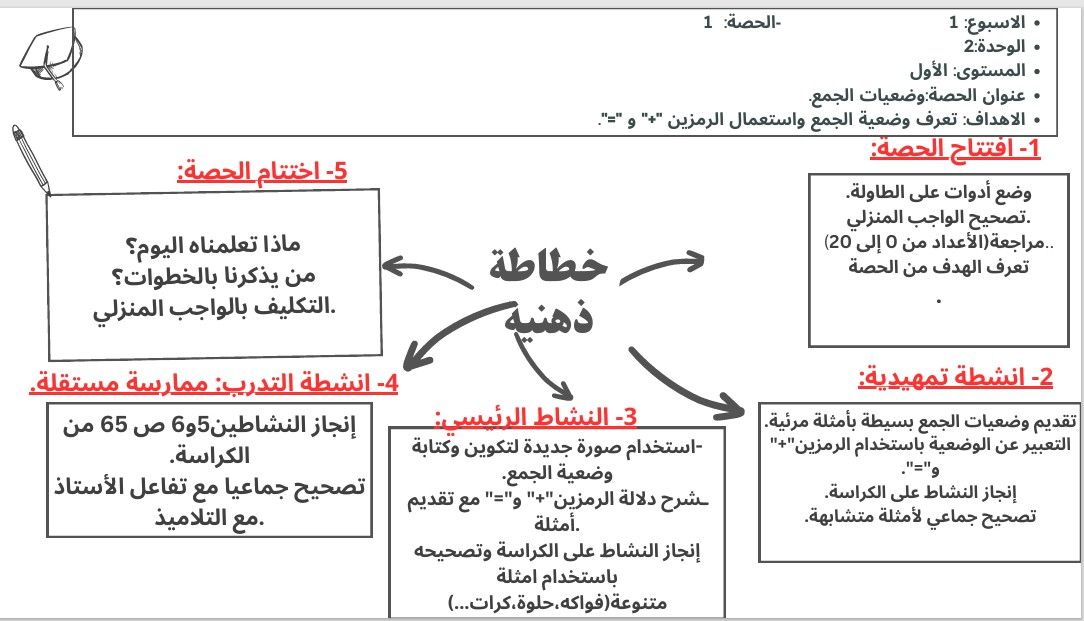 الاسبوع: 1 -الحصة: 1
الوحدة:2
المستوى: الأول
عنوان الحصة:وضعيات الجمع.
الاهداف: تعرف وضعية الجمع واستعمال الرمزين "+" و "=".
1- افتتاح الحصة:
وضع أدوات على الطاولة.
.تصحيح الواجب المنزلي
..مراجعة(الأعداد من 0 إلى 20)
تعرف الهدف من الحصة
.
خطاطة
ذهنية
2- انشطة تمهيدية:
تقديم وضعيات الجمع بسيطة بأمثلة مرئية.
التعبير عن الوضعية باستخدام الرمزين"+"
و"=".
إنجاز النشاط على الكراسة.
تصحيح جماعي لأمثلة متشابهة.
3- النشاط الرئيسي:
-استخدام صورة جديدة لتكوين وكتابة
وضعية الجمع.
ـشرح دلالة الرمزين"+" و"=" مع تقديم
.أمثلة
إنجاز النشاط على الكراسة وتصحيحه
باستخدام امثلة
متنوعة(فواكه،حلوة،كرات...)
4- انشطة التدرب: ممارسة مستقلة.
إنجاز النشاطين5و6 ص 65 من
الكراسة.
تصحيح جماعيا مع تفاعل الأستاذ
.مع التلاميذ
5- اختتام الحصة:
ماذا تعلمناه اليوم؟
من يذكرنا بالخطوات؟
.التكليف بالواجب المنزلي